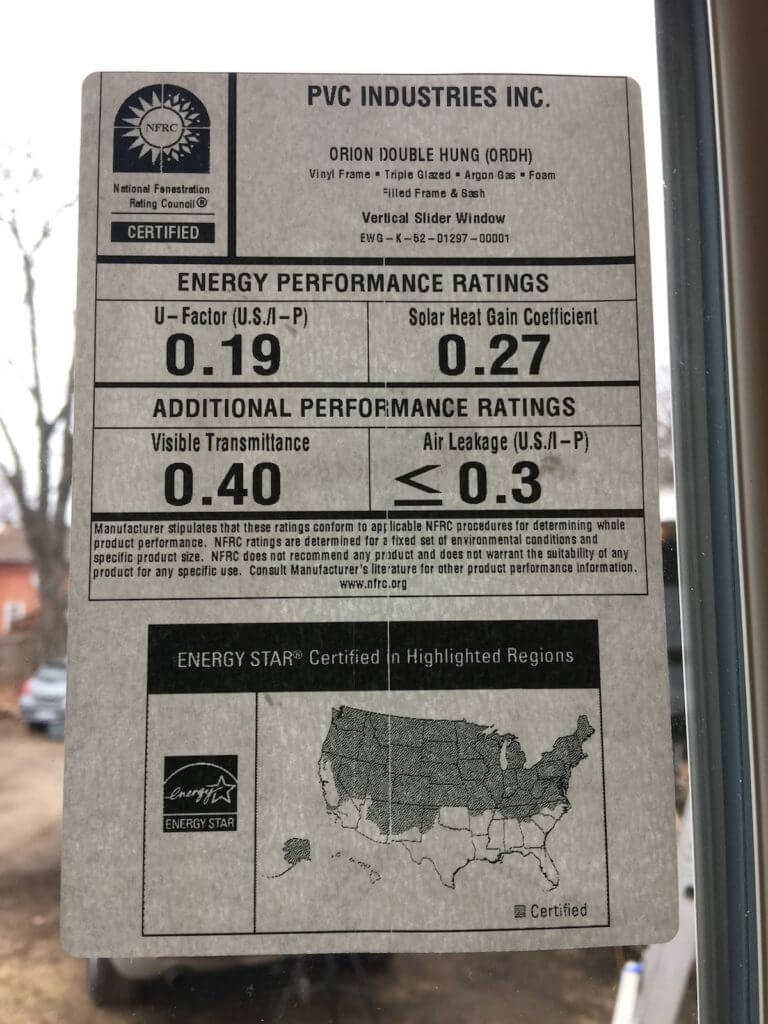 NFRC
National Fenestration
Rating Council®
CERTIFIED
PVC INDUSTRIES INC.
ORION DOUBLE HUNG (ORDH)
Vinyl Frame ▪ Triple Glazed ▪ Argon Gas ▪ Foam
Filled Frame & Sash
Vertical Slider Window
EWG-K-52-01297-00001
ENERGY PERFORMANCE RATINGS
U-Factor (U.S./I-P)
0.19
Solar Heat Gain Coefficient
0.27
ADDITIONAL PERFORMANCE RATINGS
Visible Transmittance
0.40
Air Leakage (U.S./I-P)
≤ 0.3
Manufacturer stipulates that these ratings conform to applicable NFRC procedures for determining whole
product performance. NFRC ratings are determined for a fixed set of environmental conditions and
specific product size. NFRC does not recommend any product and does not warrant the suitability of any
product for any specific use. Consult Manufacturer's literature for other product performance information.
www.nfrc.org
ENERGY STAR® Certified in Highlighted Regions
energy
ENERGY STAR
Certified